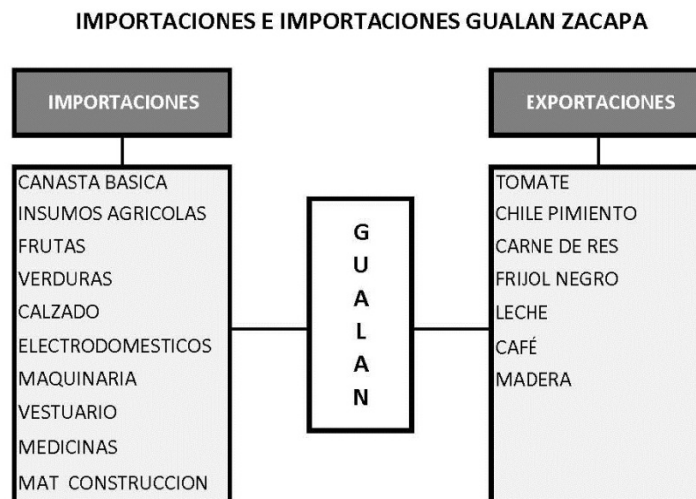 IMPORTACIONES E IMPORTACIONES GUALAN ZACAPA
IMPORTACIONES
CANASTA BASICA
INSUMOS AGRICOLAS
FRUTAS
VERDURAS
CALZADO
ELECTRODOMESTICOS
MAQUINARIA
VESTUARIO
MEDICINAS
MAT CONSTRUCCION
GUALAN
EXPORTACIONES
TOMATE
CHILE PIMIENTO
CARNE DE RES
FRIJOL NEGRO
LECHE
CAFÉ
MADERA